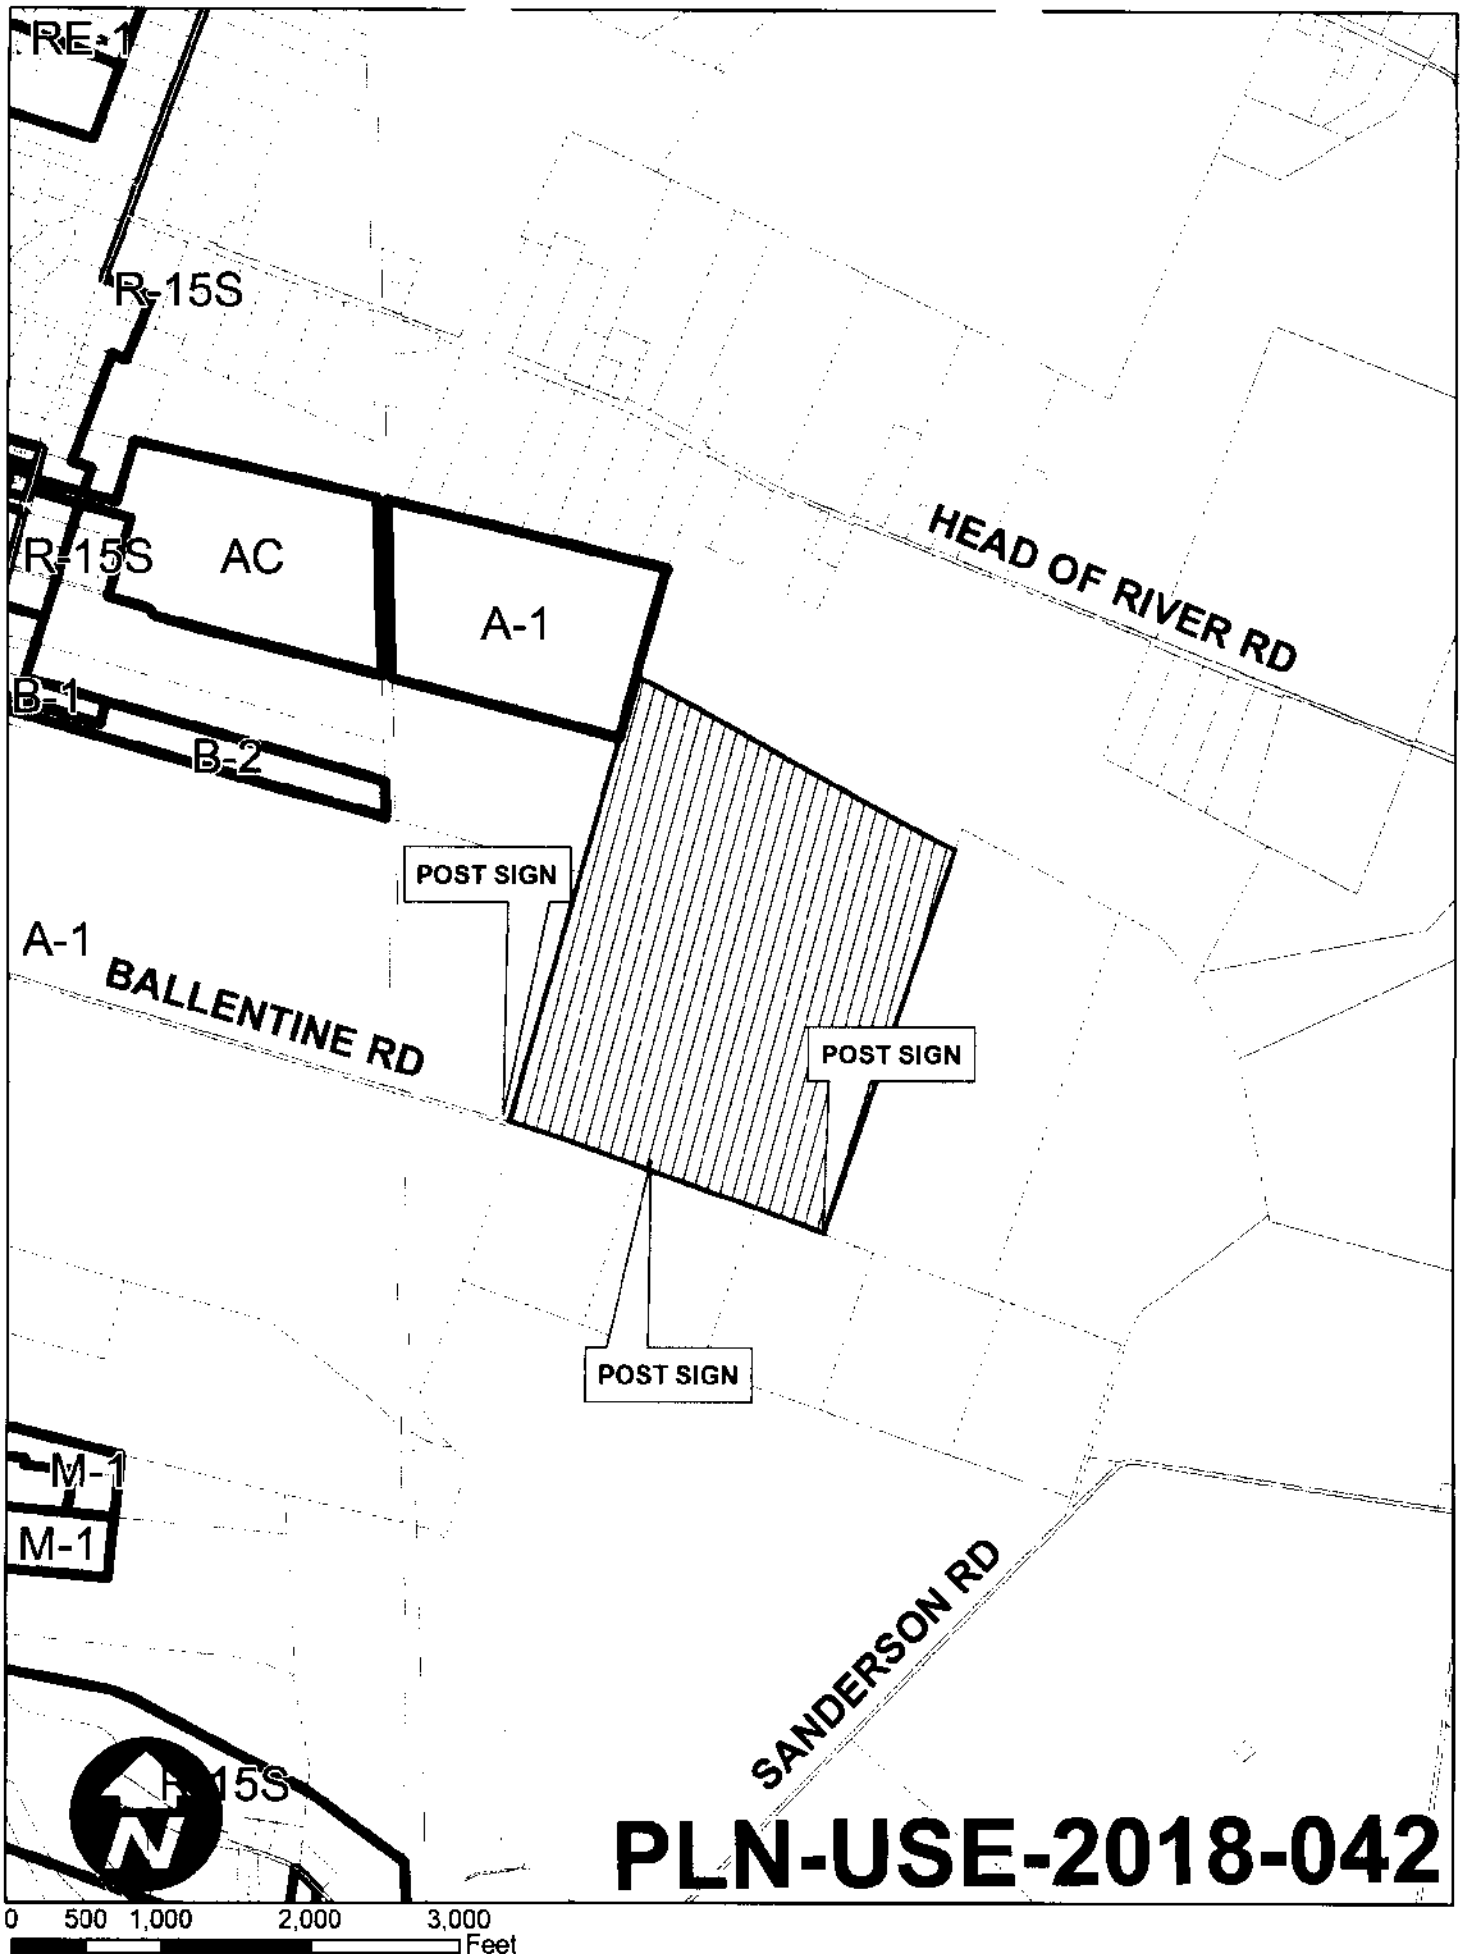 RE-1
R-15S
R-15S
AC
A-1
HEAD OF RIVER RD
B-1
B-2
POST SIGN
A-1
BALLENTINE RD
POST SIGN
POST SIGN
M-1
M-1
SANDERSON RD
R-15S
N
PLN-USE-2018-042
0 500 1,000 2,000 3,000
Feet